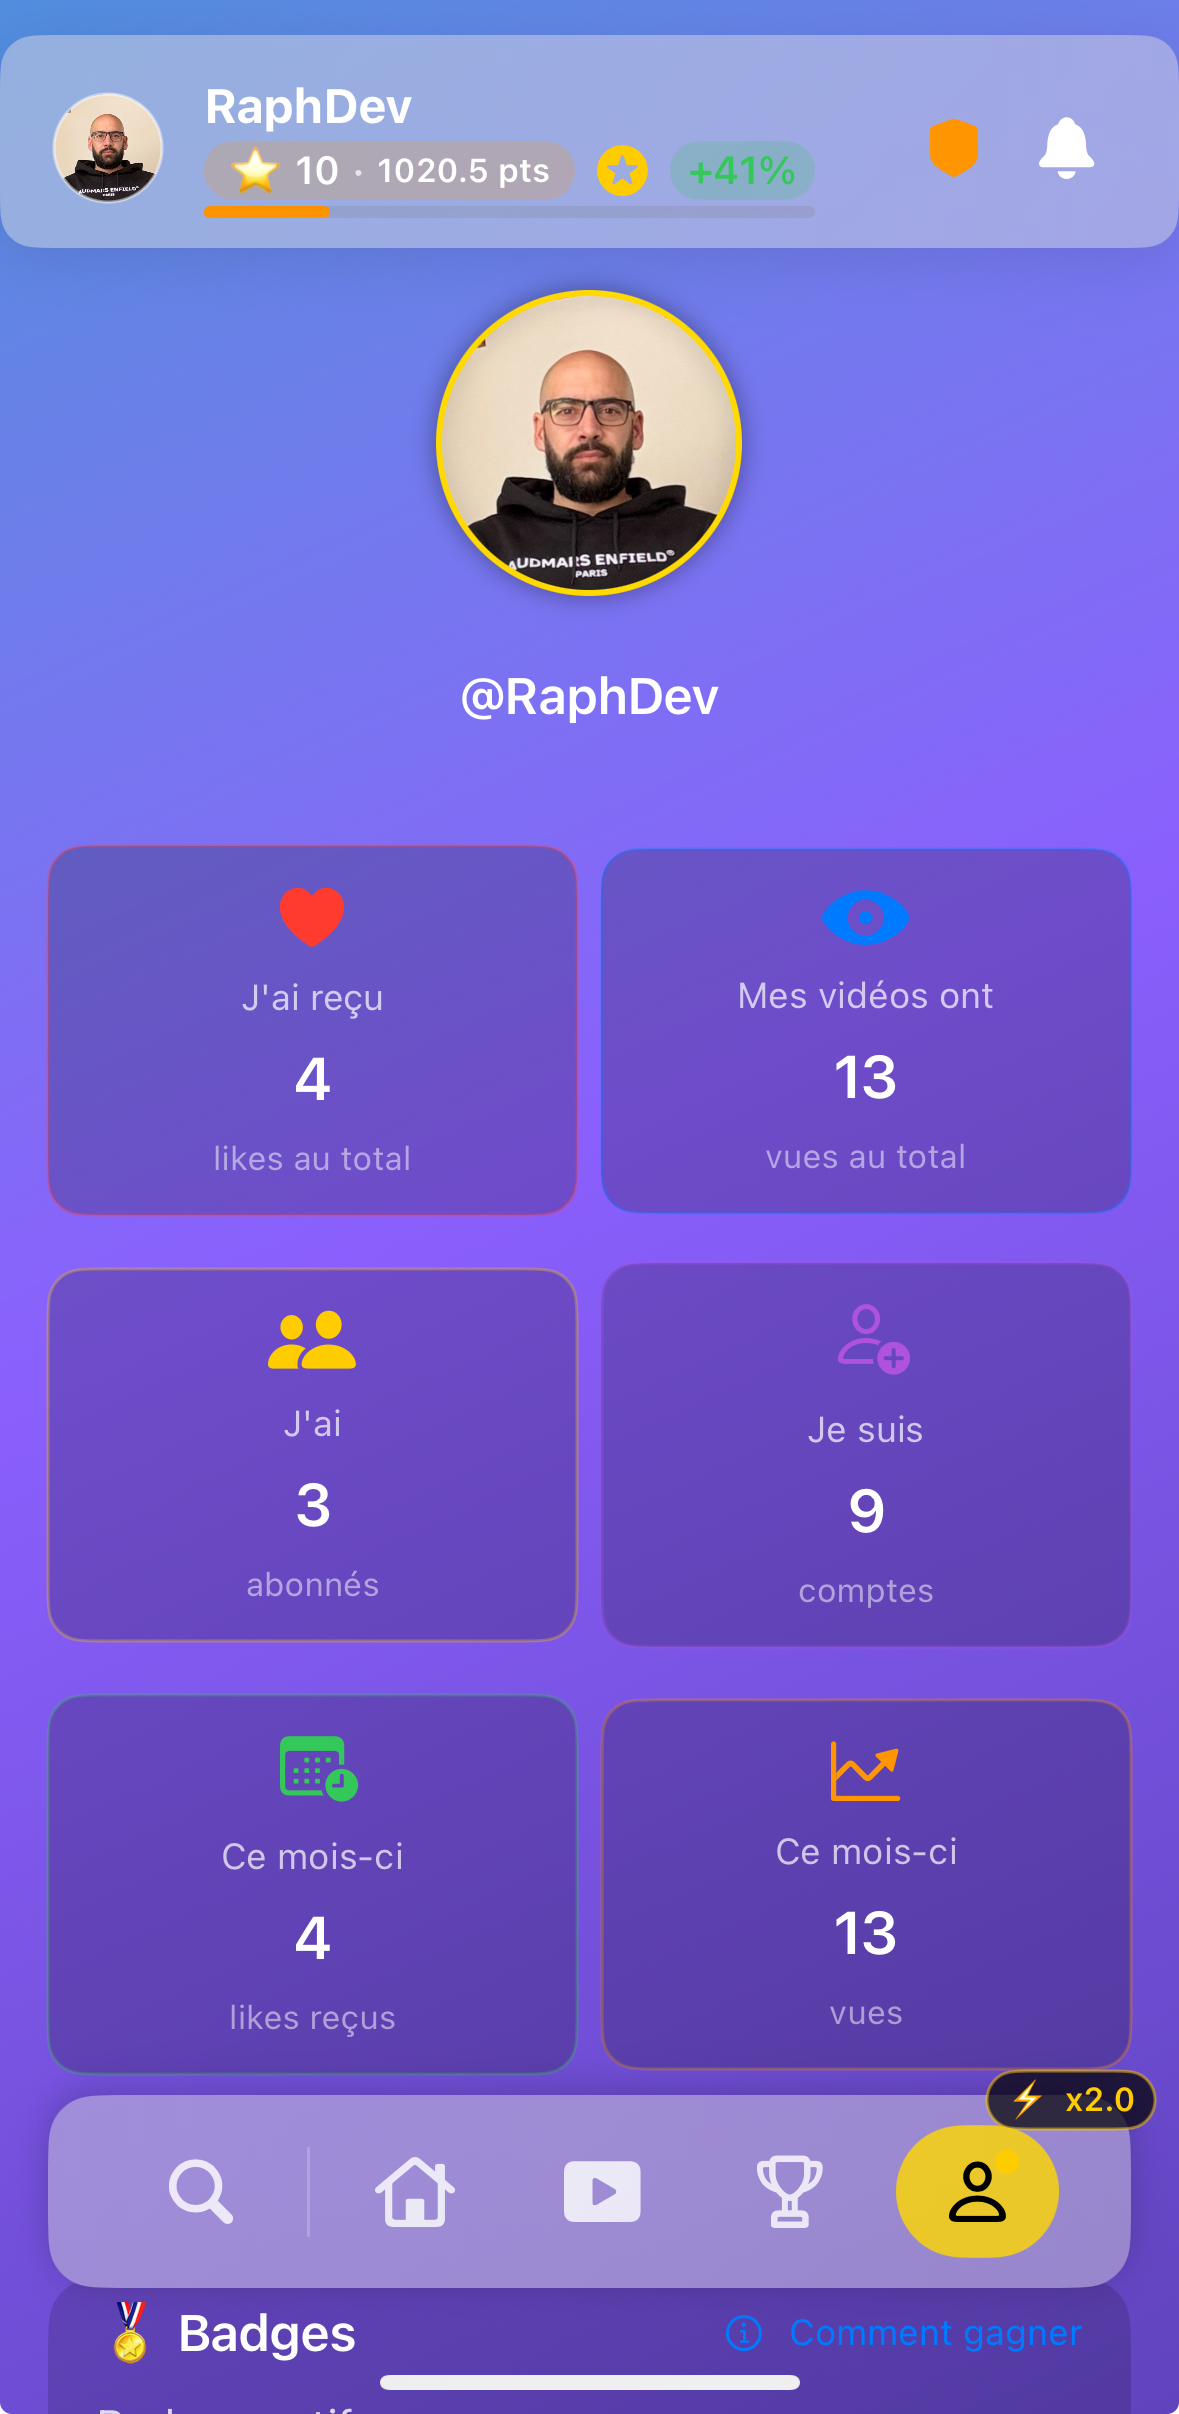 RaphDev
10 · 1020.5 pts
+41%
AUDMARS ENFIELD®
PARIS
@RaphDev
J'ai reçu
4
likes au total
Mes vidéos ont
13
vues au total
J'ai
3
abonnés
Je suis
9
comptes
Ce mois-ci
4
likes reçus
Ce mois-ci
13
vues
x2.0
Badges
Comment gagner